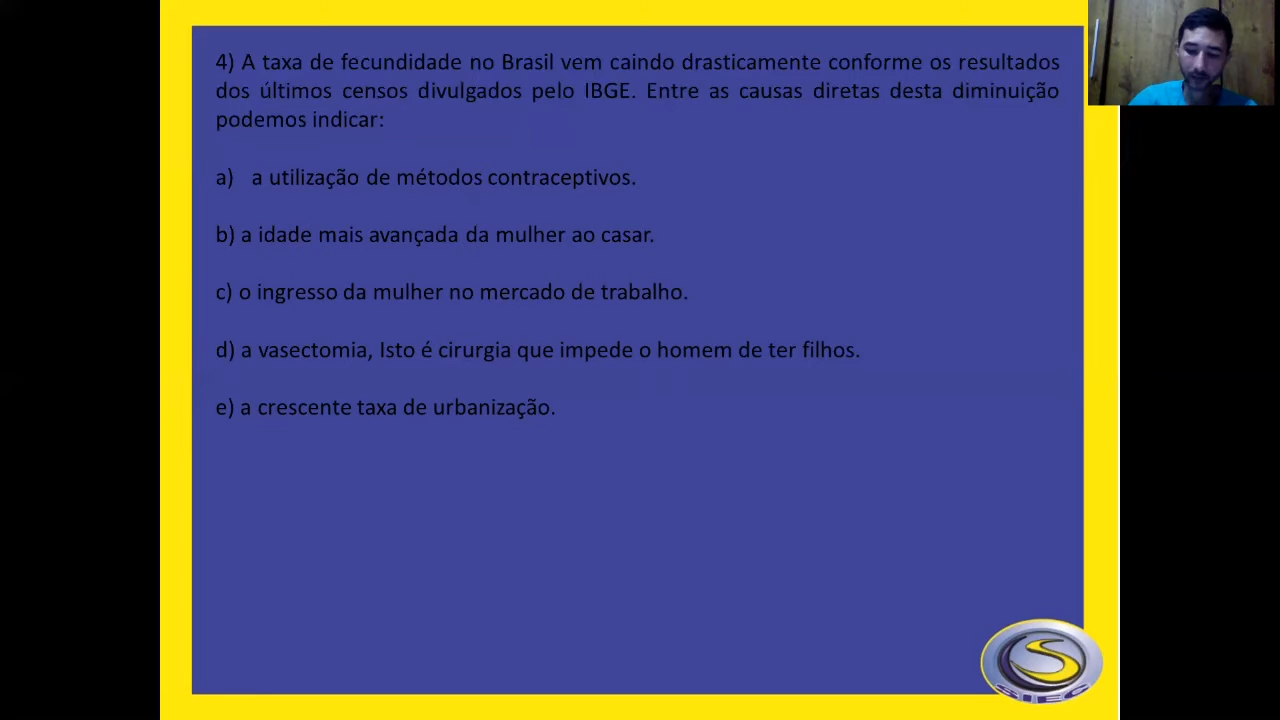 4) A taxa de fecundidade no Brasil vem caindo drasticamente conforme os resultados
dos últimos censos divulgados pelo IBGE. Entre as causas diretas desta diminuição
podemos indicar:
a) a utilização de métodos contraceptivos.
b) a idade mais avançada da mulher ao casar.
c) o ingresso da mulher no mercado de trabalho.
d) a vasectomia, Isto é cirurgia que impede o homem de ter filhos.
e) a crescente taxa de urbanização.